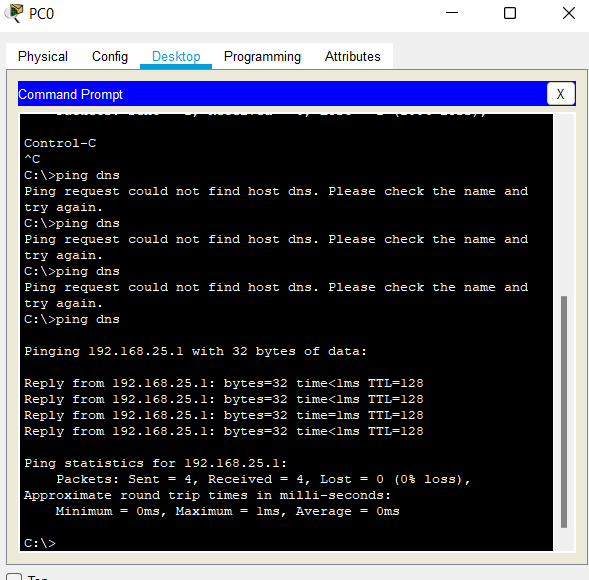 PC0
Physical Config Desktop Programming Attributes
Command Prompt X
Control-C
^C
C:\>ping dns
Ping request could not find host dns. Please check the name and
try again.
C:\>ping dns
Ping request could not find host dns. Please check the name and
try again.
C:\>ping dns
Ping request could not find host dns. Please check the name and
try again.
C:\>ping dns
Pinging 192.168.25.1 with 32 bytes of data:
Reply from 192.168.25.1: bytes=32 time<1ms TTL=128
Reply from 192.168.25.1: bytes=32 time<1ms TTL=128
Reply from 192.168.25.1: bytes=32 time=1ms TTL=128
Reply from 192.168.25.1: bytes=32 time<1ms TTL=128
Ping statistics for 192.168.25.1:
Packets: Sent = 4, Received = 4, Lost = 0 (0% loss),
Approximate round trip times in milli-seconds:
Minimum = 0ms, Maximum = 1ms, Average = 0ms
C:\>